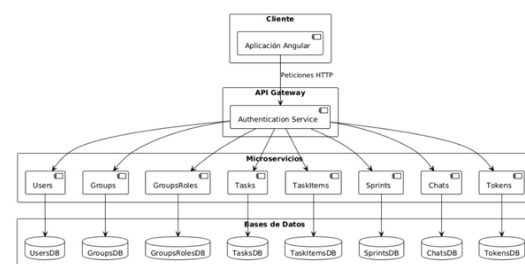 Cliente
Aplicación Angular
Peticiones HTTP
API Gateway
Authentication Service
Microservicios
Users
Groups
GroupsRoles
Tasks
TaskItems
Sprints
Chats
Tokens
Bases de Datos
UsersDB
GroupsDB
GroupsRolesDB
TasksDB
TaskItemsDB
SprintsDB
ChatsDB
TokensDB